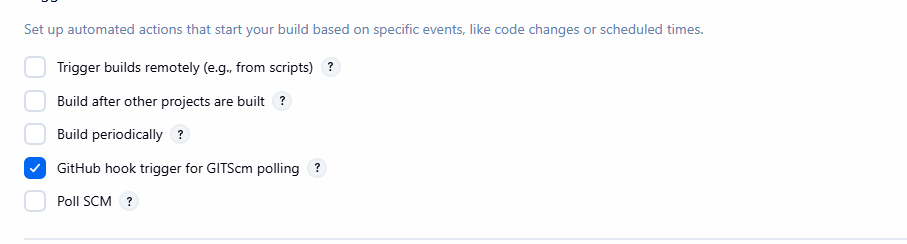 Set up automated actions that start your build based on specific events, like code changes or scheduled times.
Trigger builds remotely (e.g., from scripts) ?
Build after other projects are built ?
Build periodically ?
GitHub hook trigger for GITScm polling ?
Poll SCM ?